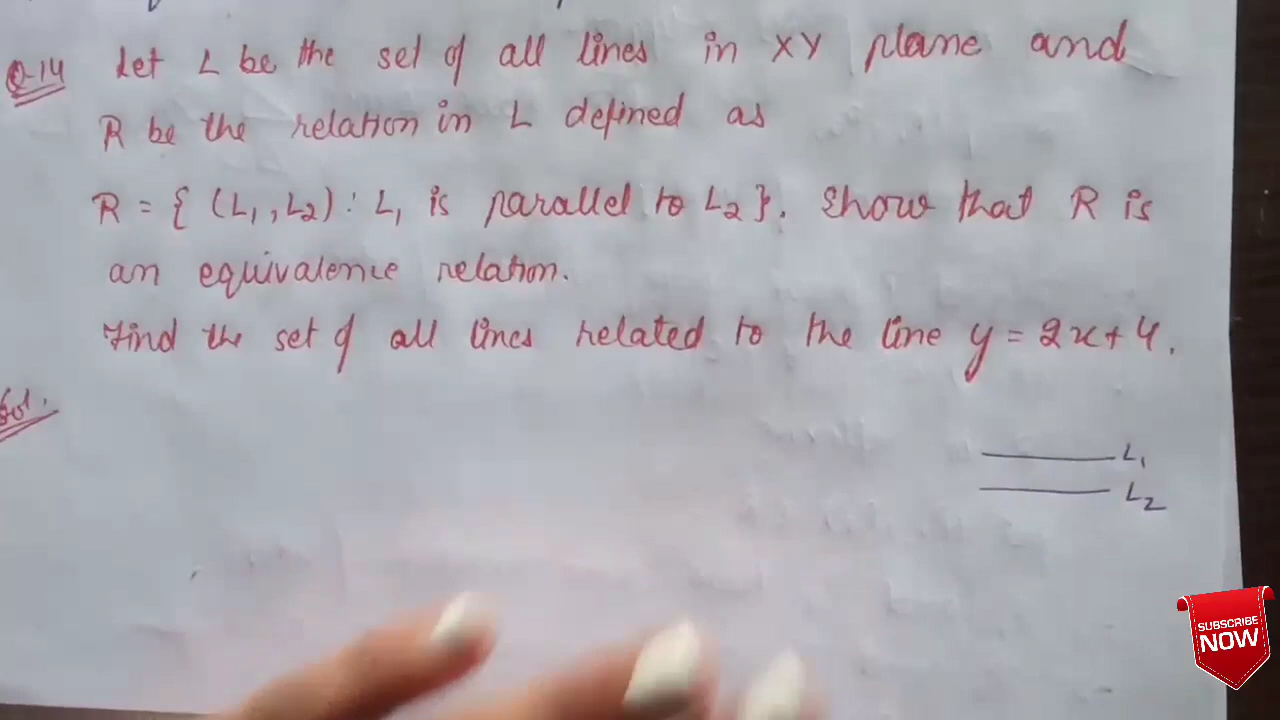 Q.14 Let L be the set of all lines in XY plane and
R be the relation in L defined as
R = { (L₁, L₂) : L₁ is parallel to L₂ }. Show that R is
an equivalence relation.
Find the set of all lines related to the line y = 2x + 4.
Sol.
L₁
L₂
SUBSCRIBE
NOW